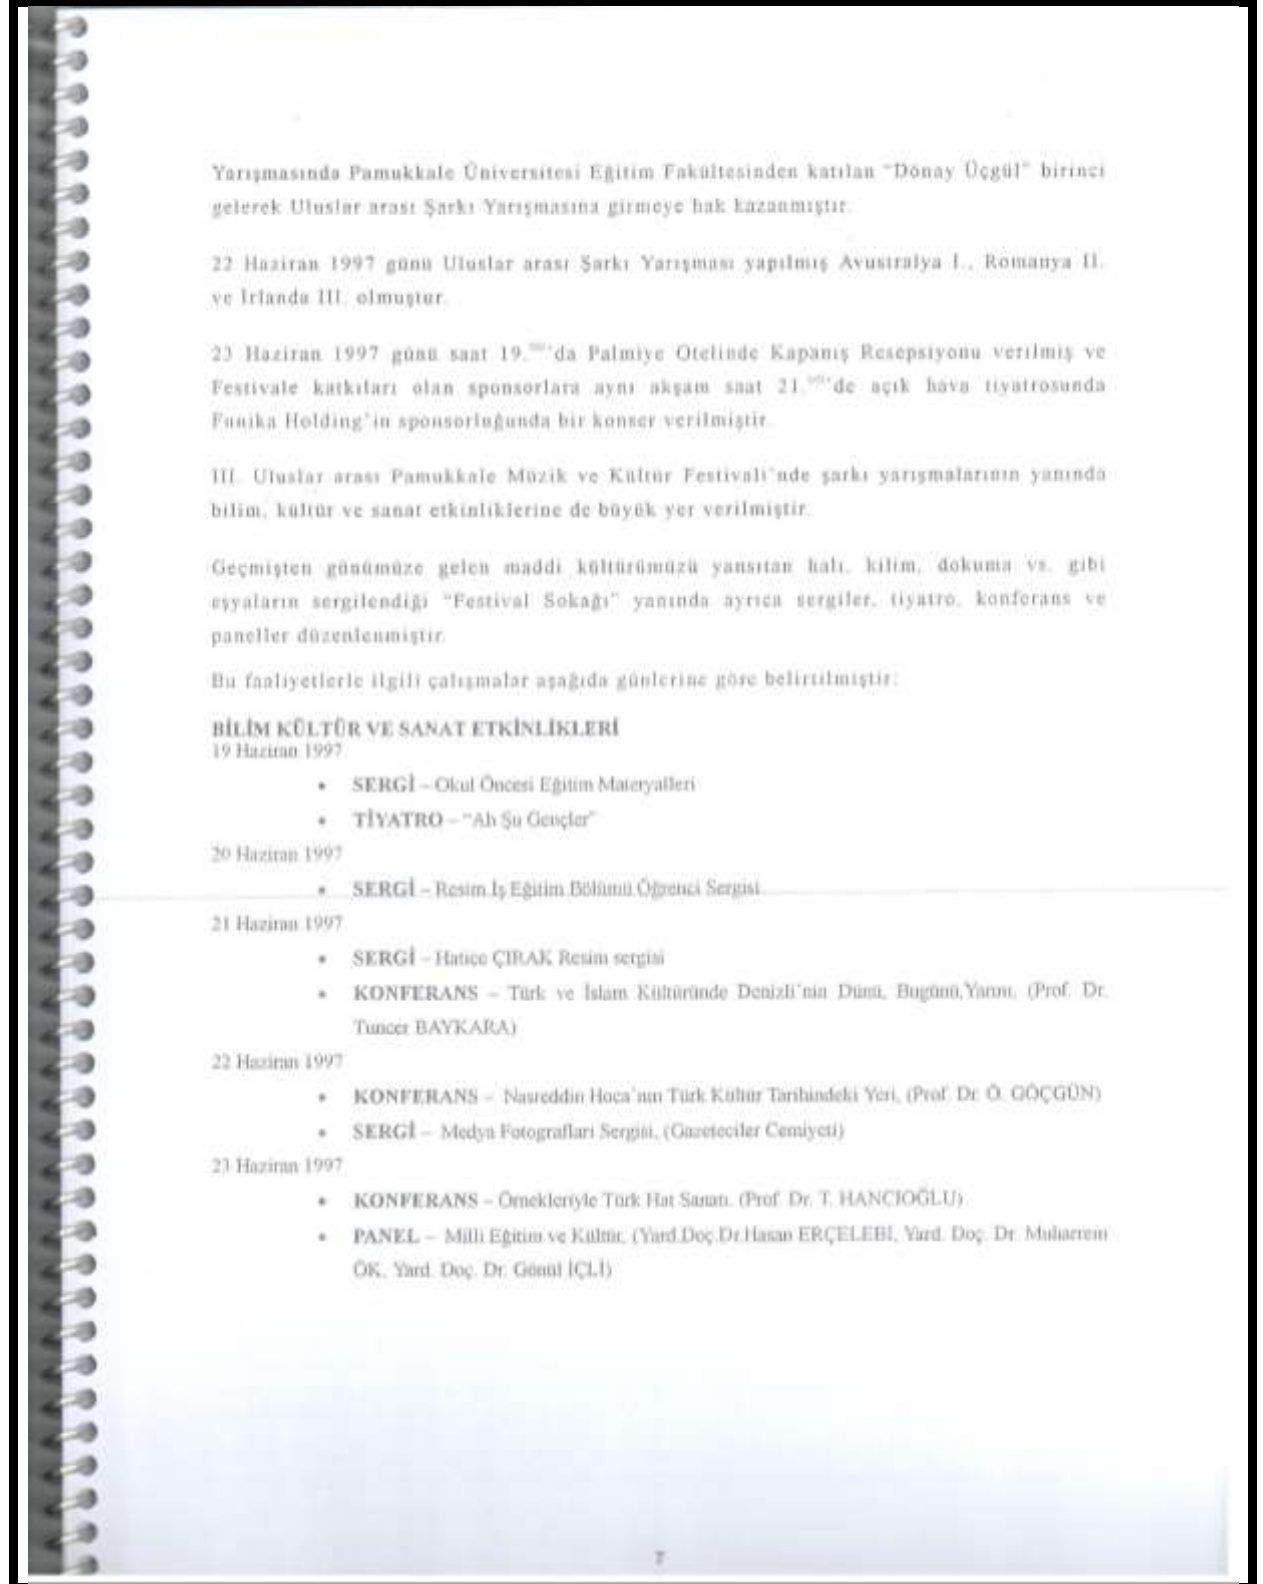 Yarışmasında Pamukkale Üniversitesi Eğitim Fakültesinden katılan "Dönay Üçgül" birinci
gelerek Uluslar arası Şarkı Yarışmasına girmeye hak kazanmıştır.
22 Haziran 1997 günü Uluslar arası Şarkı Yarışması yapılmış Avustralya I., Romanya II.
ve İrlanda III. olmuştur.
23 Haziran 1997 günü saat 19. 'da Palmiye Otelinde Kapanış Resepsiyonu verilmiş ve
Festivale katkıları olan sponsorlara aynı akşam saat 21. 'de açık hava tiyatrosunda
Funika Holding'in sponsorluğunda bir konser verilmiştir.
III. Uluslar arası Pamukkale Müzik ve Kültür Festivali'nde şarkı yarışmalarının yanında
bilim, kültür ve sanat etkinliklerine de büyük yer verilmiştir.
Geçmişten günümüze gelen maddi kültürümüzü yansıtan halı, kilim, dokuma vs. gibi
eşyaların sergilendiği "Festival Sokağı" yanında ayrıca sergiler, tiyatro, konferans ve
paneller düzenlenmiştir.
Bu faaliyetlerle ilgili çalışmalar aşağıda günlerine göre belirtilmiştir:
BİLİM KÜLTÜR VE SANAT ETKİNLİKLERİ
19 Haziran 1997
• SERGİ – Okul Öncesi Eğitim Materyalleri
• TİYATRO – "Ah Şu Gençler"
20 Haziran 1997
• SERGİ – Resim İş Eğitim Bölümü Öğrenci Sergisi
21 Haziran 1997
• SERGİ – Hatice ÇIRAK Resim sergisi
• KONFERANS – Türk ve İslam Kültüründe Denizli'nin Dünü, Bugünü,Yarını, (Prof. Dr.
Tuncer BAYKARA)
22 Haziran 1997
• KONFERANS – Nasreddin Hoca'nın Türk Kültür Tarihindeki Yeri, (Prof. Dr. Ö. GÖÇGÜN)
• SERGİ – Medya Fotografları Sergisi, (Gazeteciler Cemiyeti)
23 Haziran 1997
• KONFERANS – Örnekleriyle Türk Hat Sanatı, (Prof. Dr. T. HANCIOĞLU)
• PANEL – Milli Eğitim ve Kültür, (Yard.Doç.Dr.Hasan ERÇELEBİ, Yard. Doç. Dr. Muharrem
ÖK, Yard. Doç. Dr. Gönül İÇLİ)
7